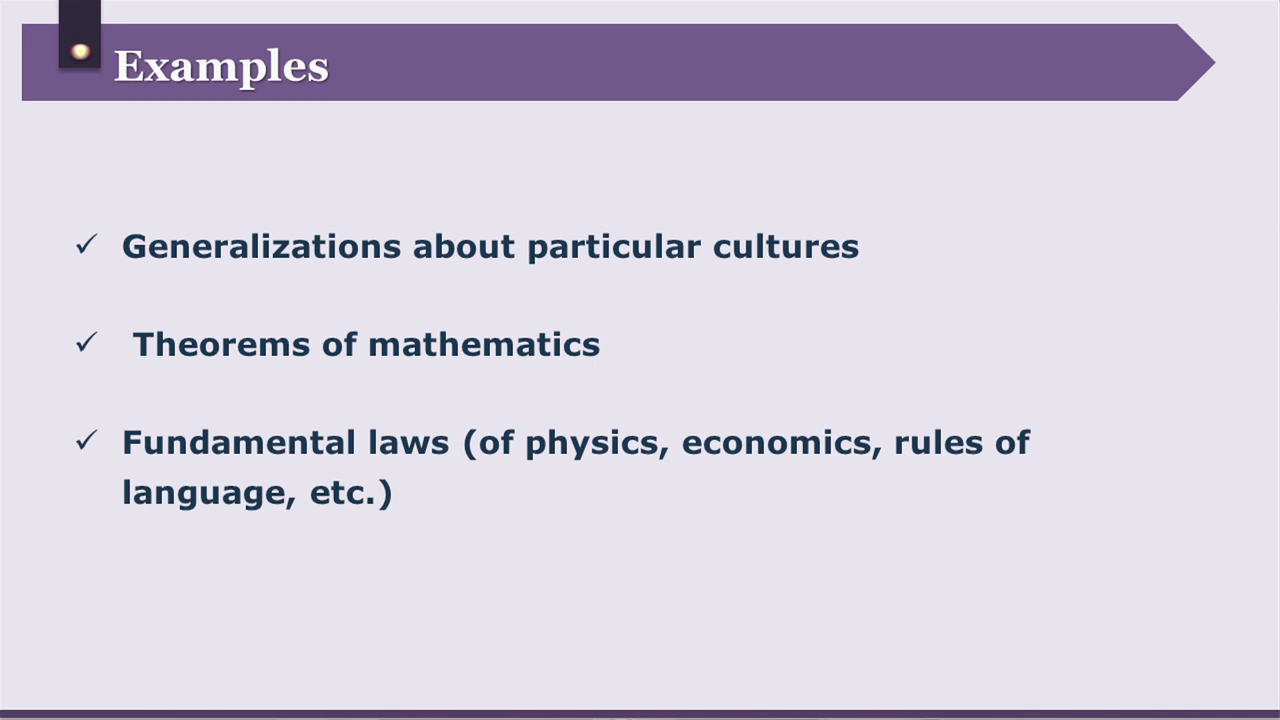 Examples
✓ Generalizations about particular cultures
✓ Theorems of mathematics
✓ Fundamental laws (of physics, economics, rules of
language, etc.)